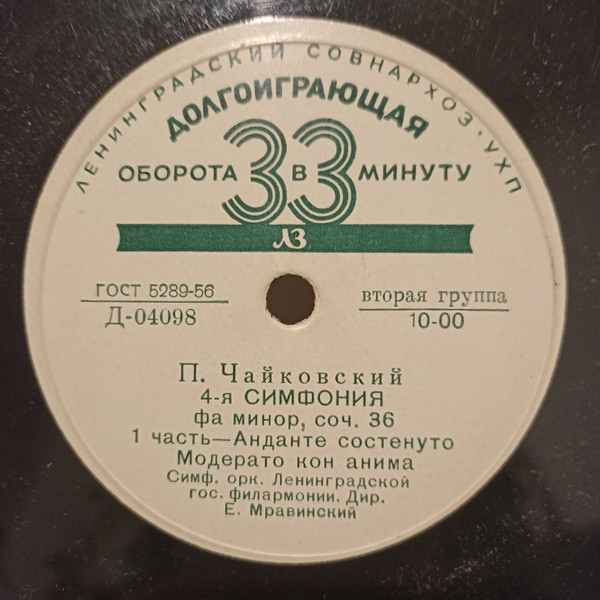 ЛЕНИНГРАДСКИЙ СОВНАРХОЗ · УХП
ДОЛГОИГРАЮЩАЯ
ОБОРОТА 33 В МИНУТУ
ЛЗ
ГОСТ 5289-56
Д-04098
вторая группа
10-00
П. Чайковский
4-я СИМФОНИЯ
фа минор, соч. 36
1 часть—Анданте состенуто
Модерато кон анима
Симф. орк. Ленинградской
гос. филармонии. Дир.
Е. Мравинский